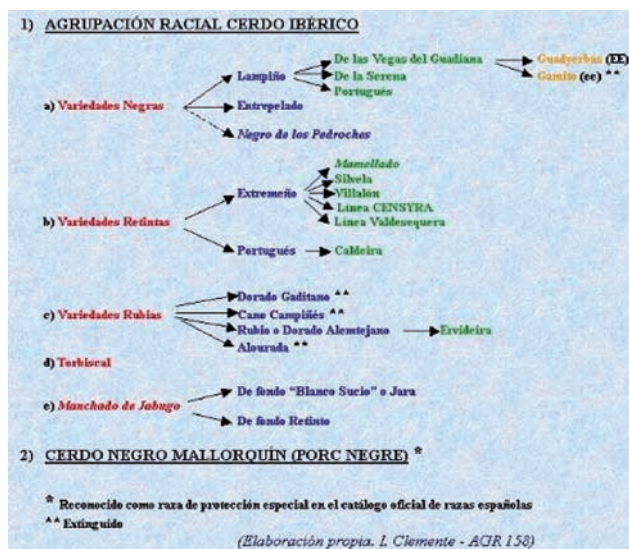 1) AGRUPACIÓN RACIAL CERDO IBÉRICO
De las Vegas del Guadiana
Guadyerbas (EE)
Lampiño
De la Serena
Gamito (ee) **
Portugués
a) Variedades Negras
Entrepelado
Negro de los Pedroches
Mamellado
Silvela
Extremeño
Villalón
Línea CENSYRA
b) Variedades Retintas
Línea Valdesequera
Portugués
Caldeira
Dorado Gaditano ^^
c) Variedades Rubias
Cano Campiñés ^^
Rubio o Dorado Alemtejano
Ervideira
Alourada ^^
d) Torbiscal
De fondo "Blanco Sucio" o Jara
e) Manchado de Jabugo
De fondo Retinto
2) CERDO NEGRO MALLORQUÍN (PORC NEGRE) *
* Reconocido como raza de protección especial en el catálogo oficial de razas españolas
^^ Extinguido
(Elaboración propia. I. Clemente - AGR 158)